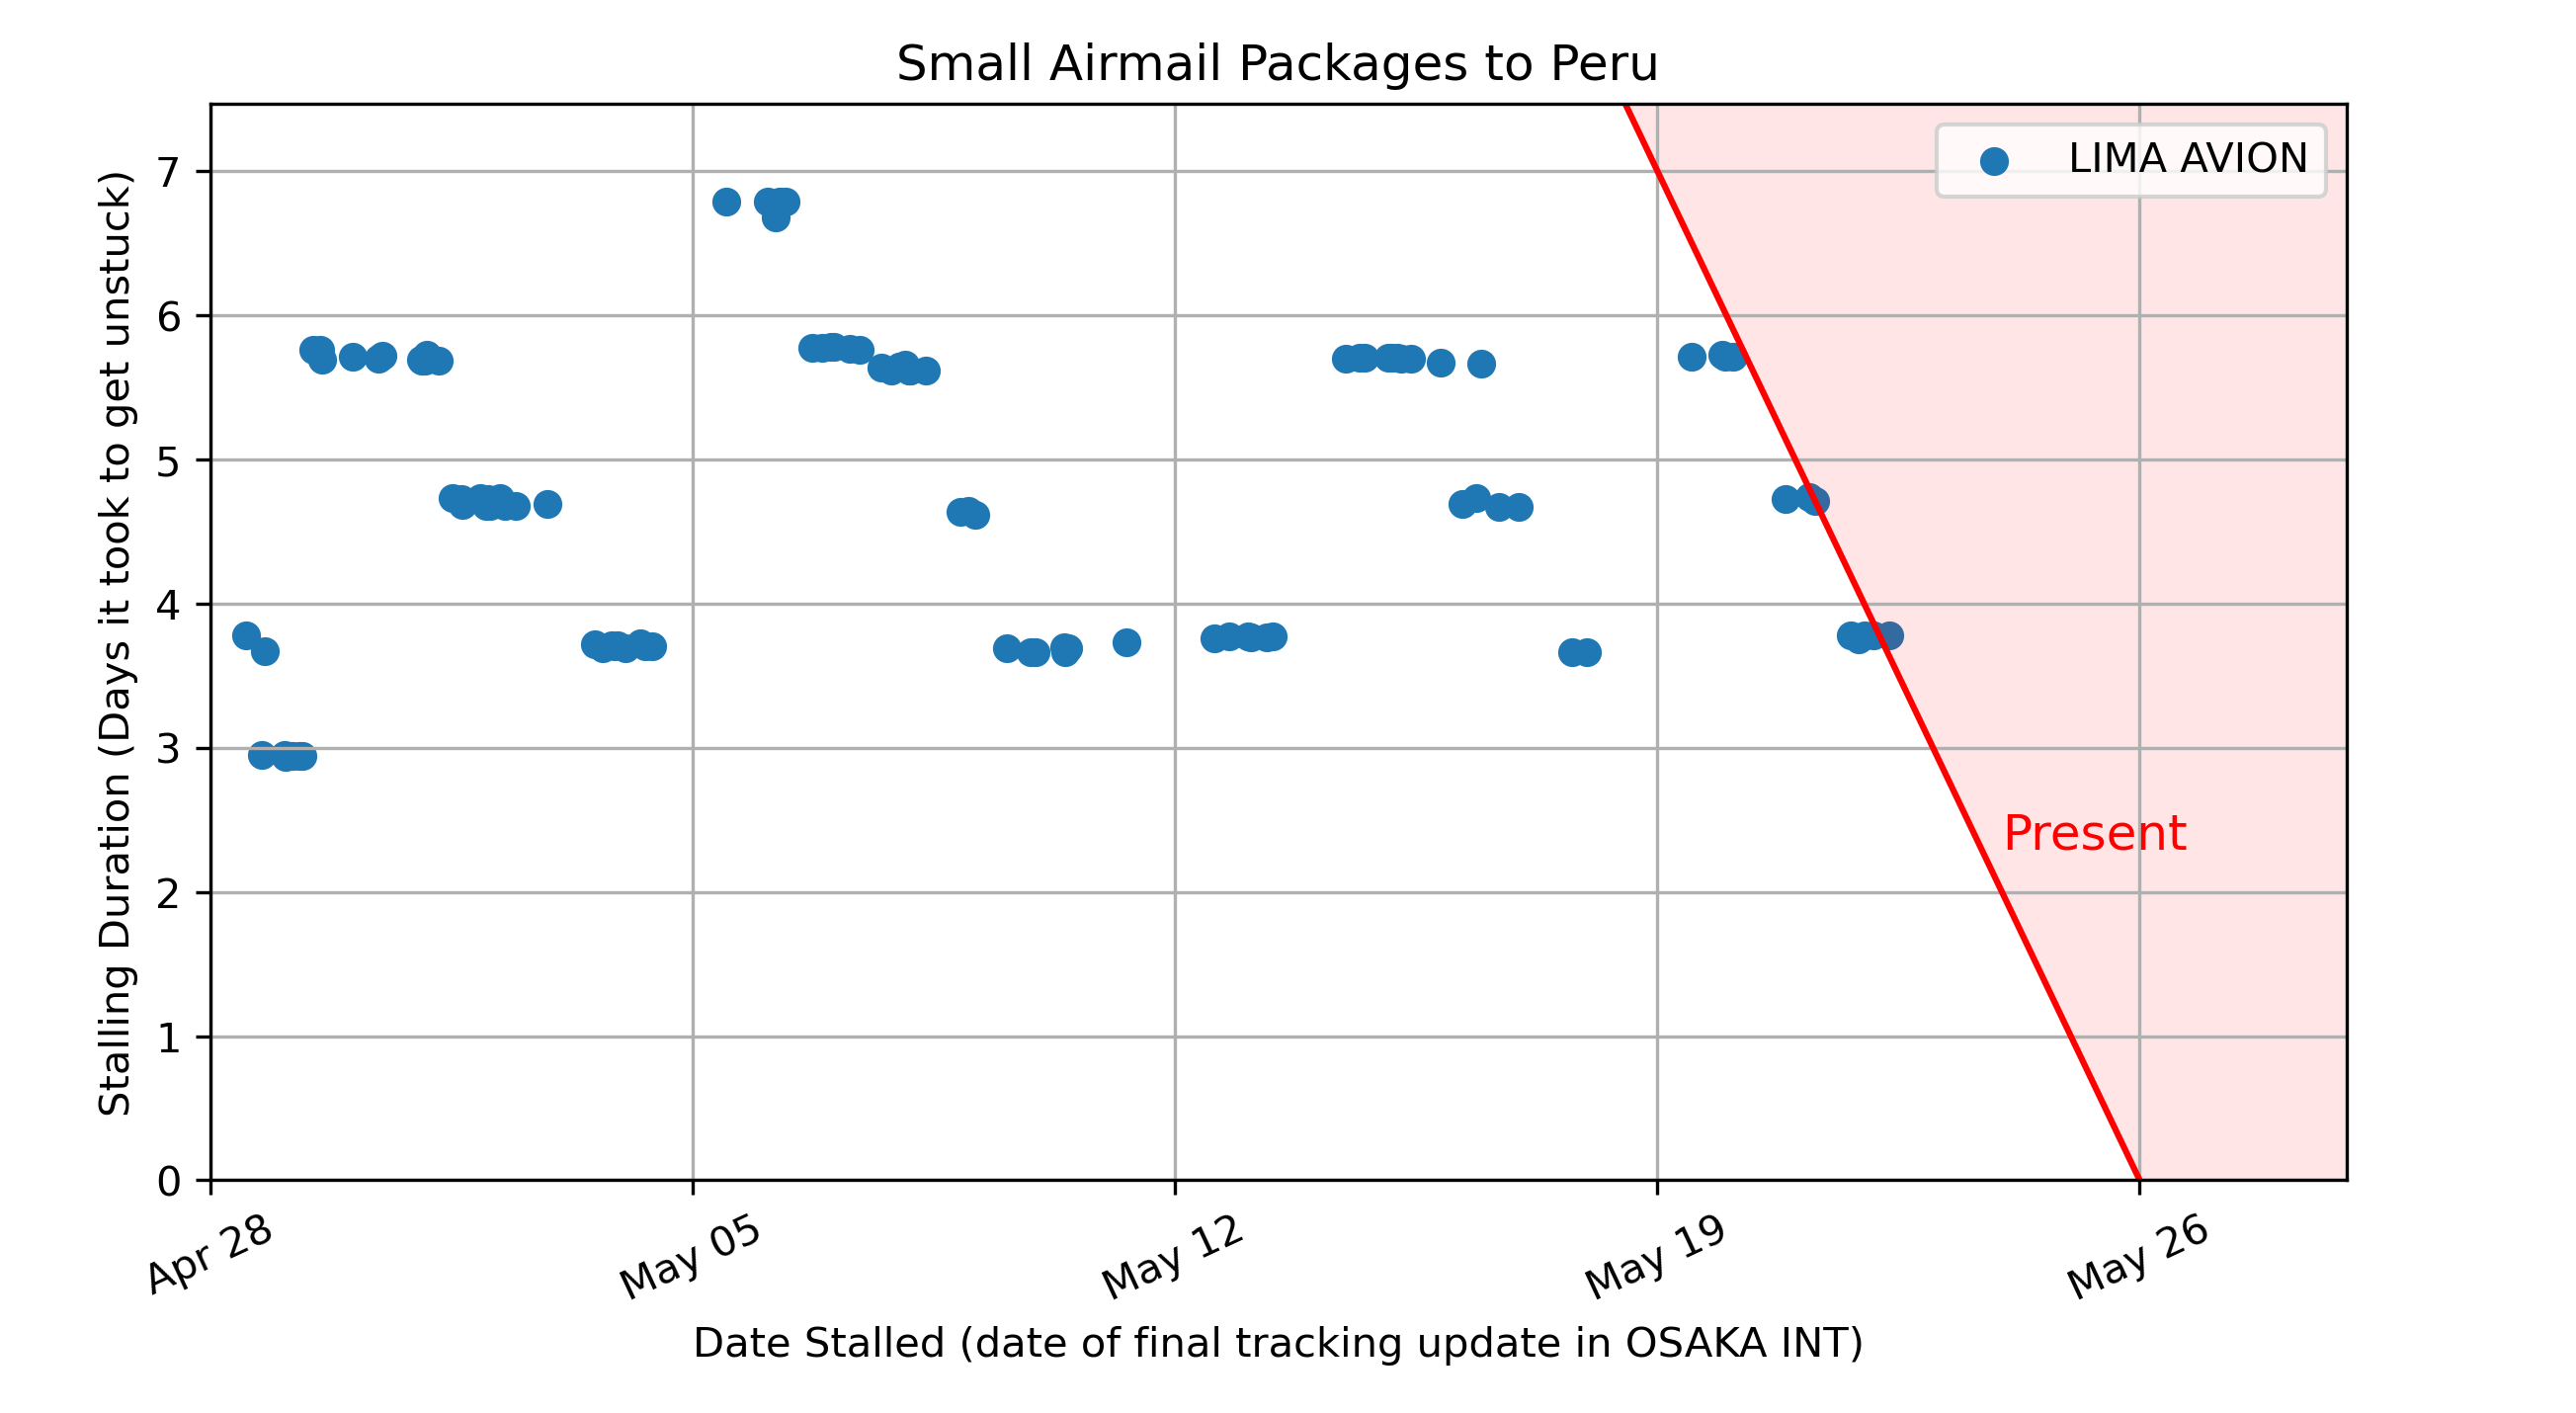 Small Airmail Packages to Peru
LIMA AVION
Stalling Duration (Days it took to get unstuck)
7
6
5
4
3
2
1
0
Present
Apr 28
May 05
May 12
May 19
May 26
Date Stalled (date of final tracking update in OSAKA INT)